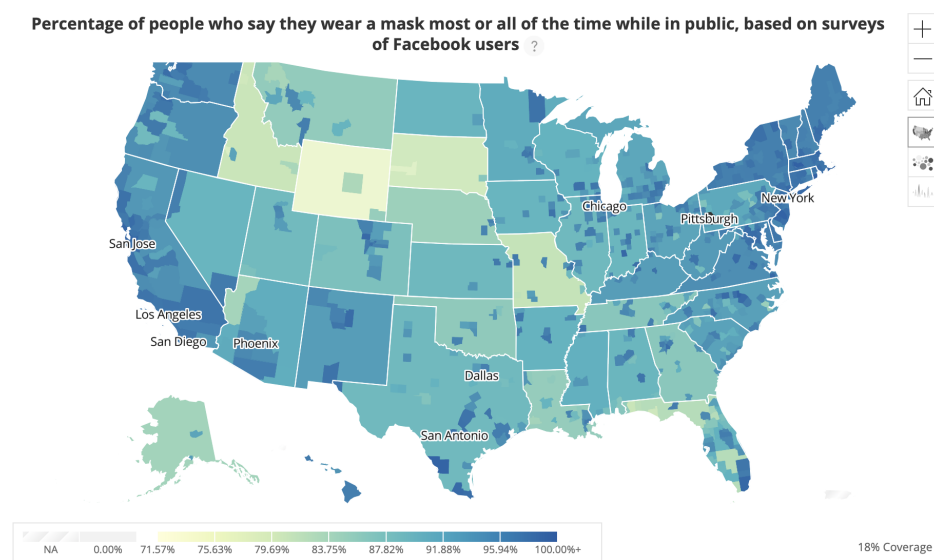 Percentage of people who say they wear a mask most or all of the time while in public, based on surveys
of Facebook users ?
New York
Chicago
Pittsburgh
San Jose
Los Angeles
San Diego
Phoenix
Dallas
San Antonio
NA 0.00% 71.57% 75.63% 79.69% 83.75% 87.82% 91.88% 95.94% 100.00%+
18% Coverage